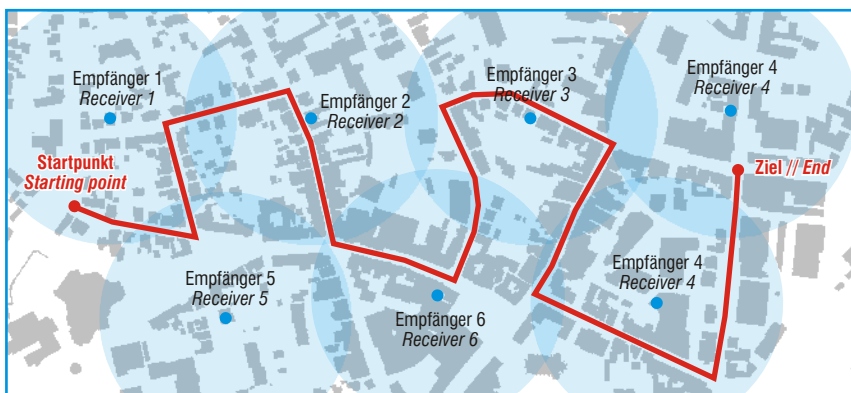 Empfänger 1
Receiver 1
Empfänger 2
Receiver 2
Empfänger 3
Receiver 3
Empfänger 4
Receiver 4
Startpunkt
Starting point
Ziel // End
Empfänger 5
Receiver 5
Empfänger 6
Receiver 6
Empfänger 4
Receiver 4